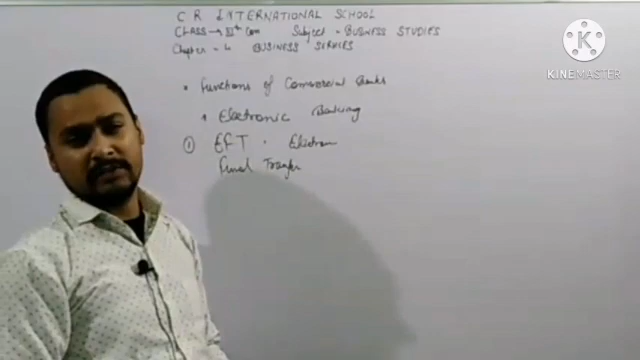 C R INTERNATIONAL SCHOOL
CLASS → XIth Com Subject = BUSINESS STUDIES
Chapter = 4 BUSINESS SERVICES
* Functions of Commercial Banks
* Electronic Banking
① EFT . Electron
Fund Transfer
KINEMASTER